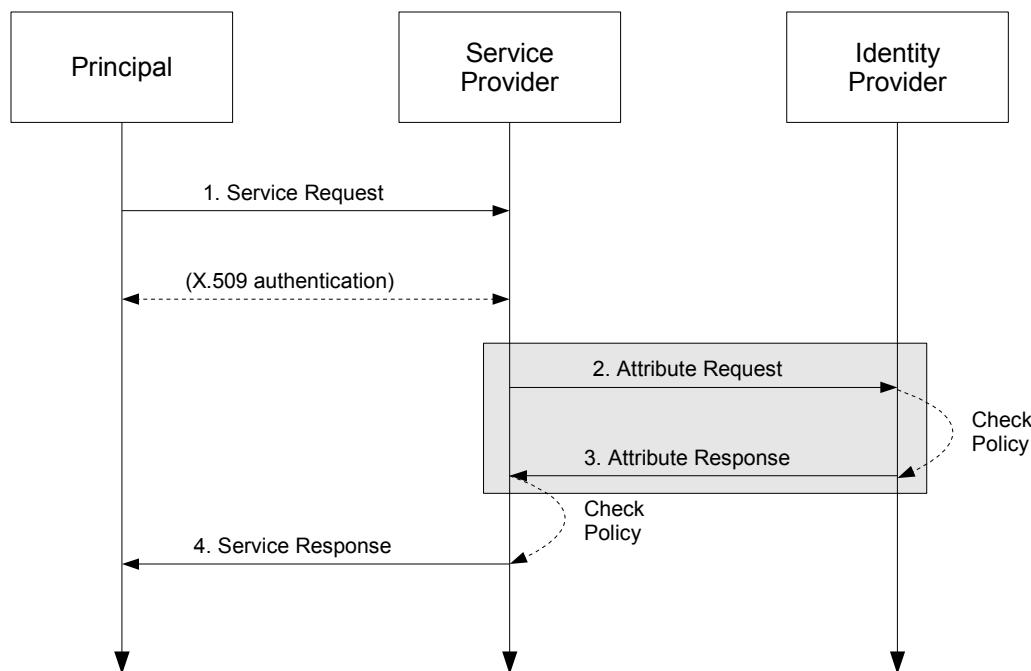 Principal
Service
Provider
Identity
Provider
1. Service Request
(X.509 authentication)
2. Attribute Request
Check
Policy
3. Attribute Response
Check
Policy
4. Service Response